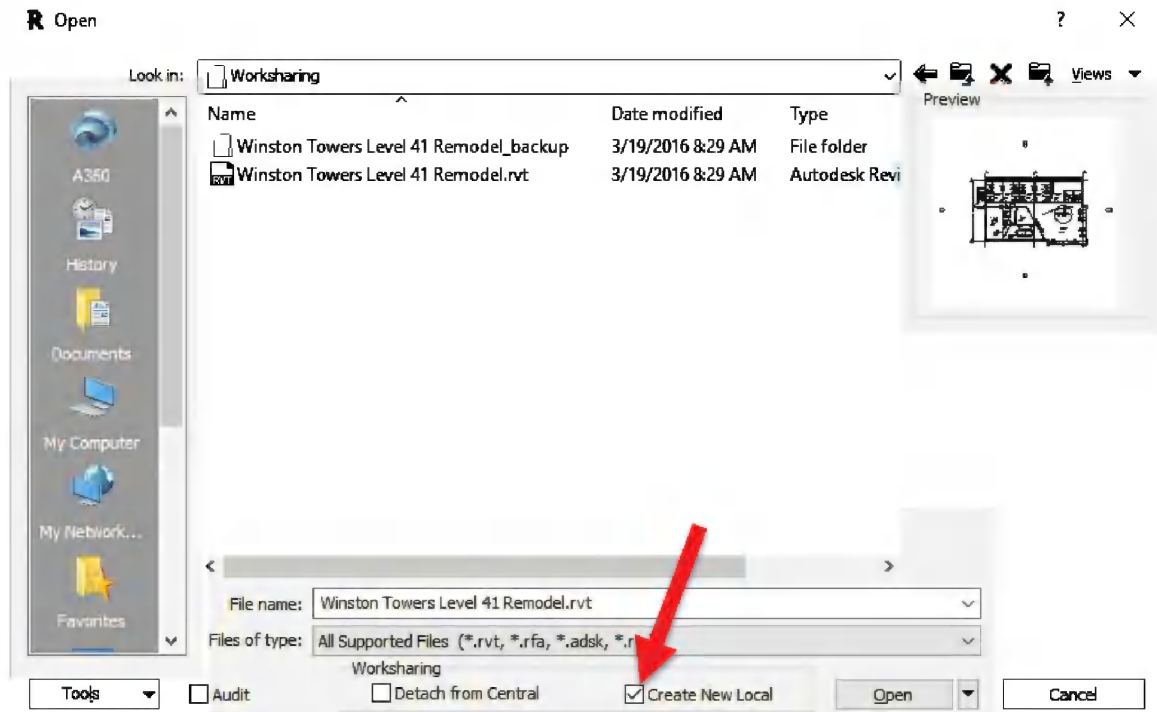 R Open ? ×
Look in: Worksharing Views
Preview
Name Date modified Type
Winston Towers Level 41 Remodel_backup 3/19/2016 8:29 AM File folder
RVT Winston Towers Level 41 Remodel.rvt 3/19/2016 8:29 AM Autodesk Revi
A360
History
Documents
My Computer
My Network...
Favorites
File name: Winston Towers Level 41 Remodel.rvt
Files of type: All Supported Files (*.rvt, *.rfa, *.adsk, *.r
Worksharing
Tools Audit Detach from Central Create New Local Open Cancel